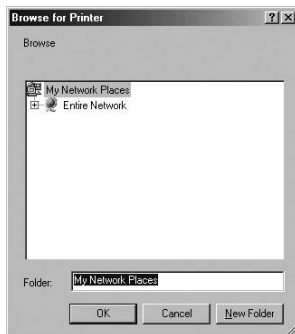 Browse for Printer
Browse
My Network Places
Entire Network
Folder: My Network Places
OK Cancel New Folder